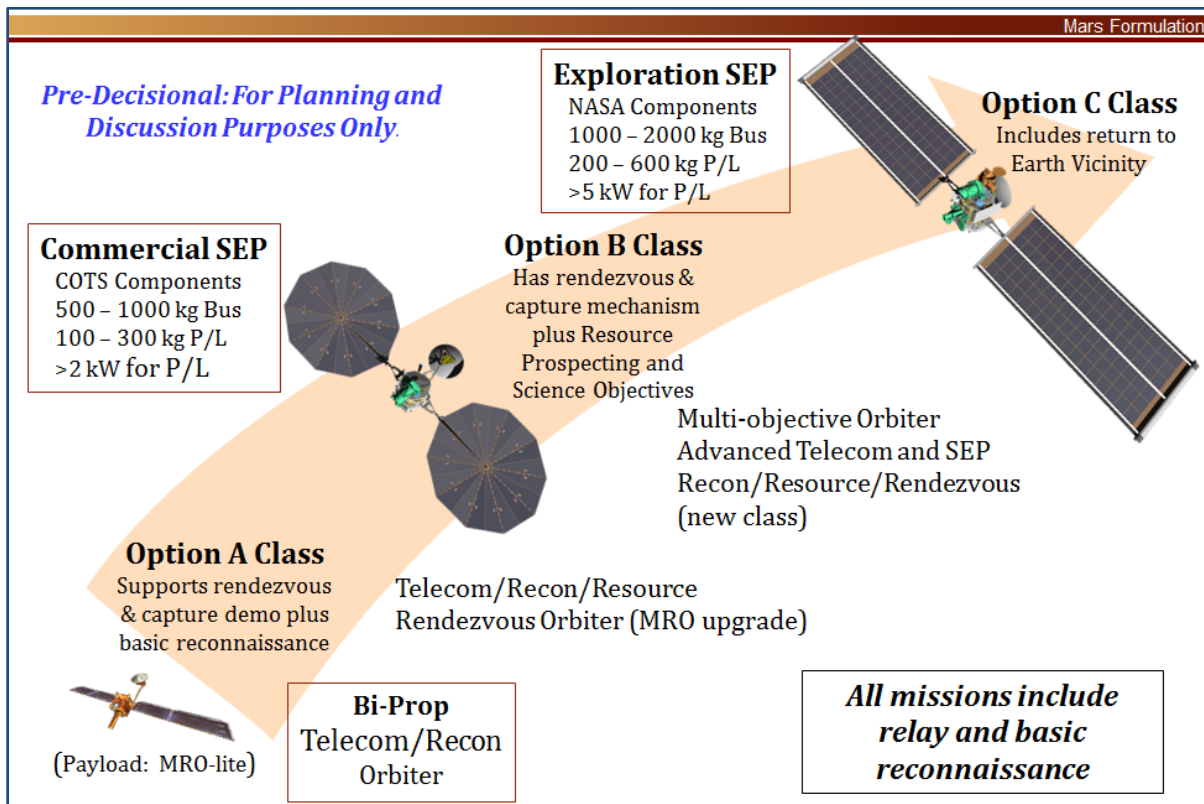 Mars Formulation
Pre-Decisional: For Planning and
Discussion Purposes Only.
Exploration SEP
NASA Components
1000 – 2000 kg Bus
200 – 600 kg P/L
>5 kW for P/L
Option C Class
Includes return to
Earth Vicinity
Commercial SEP
COTS Components
500 – 1000 kg Bus
100 – 300 kg P/L
>2 kW for P/L
Option B Class
Has rendezvous &
capture mechanism
plus Resource
Prospecting and
Science Objectives
Multi-objective Orbiter
Advanced Telecom and SEP
Recon/Resource/Rendezvous
(new class)
Option A Class
Supports rendezvous
& capture demo plus
basic reconnaissance
Telecom/Recon/Resource
Rendezvous Orbiter (MRO upgrade)
(Payload: MRO-lite)
Bi-Prop
Telecom/Recon
Orbiter
All missions include
relay and basic
reconnaissance